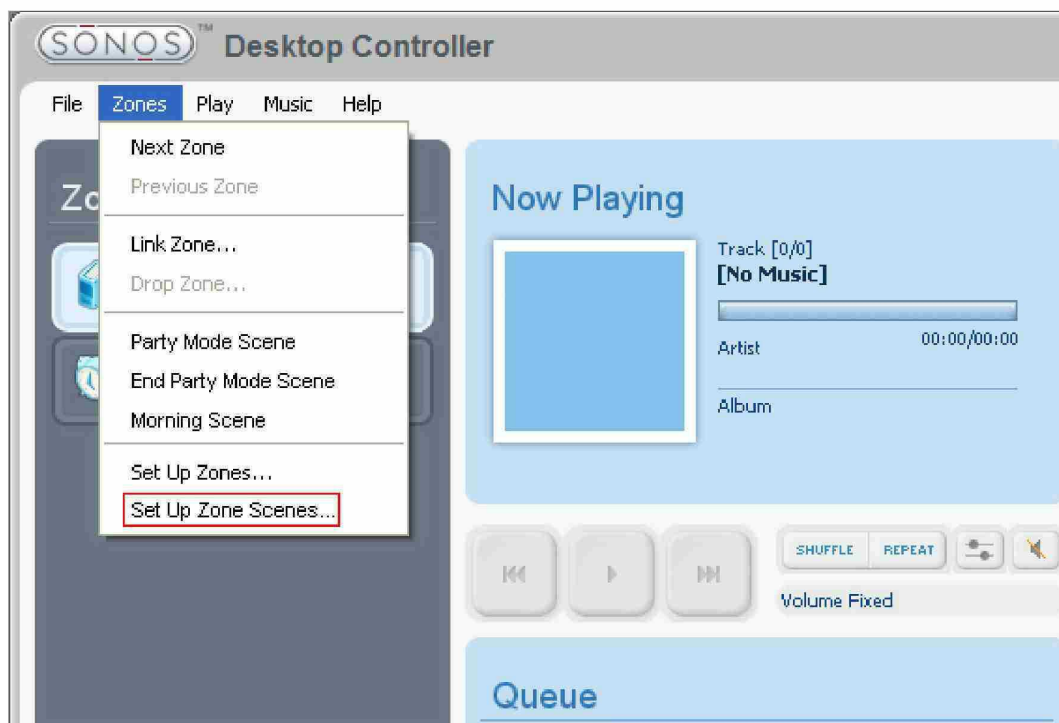 SONOS™ Desktop Controller
File Zones Play Music Help
Next Zone
Previous Zone
Link Zone...
Drop Zone...
Party Mode Scene
End Party Mode Scene
Morning Scene
Set Up Zones...
Set Up Zone Scenes...
Zo
Now Playing
Track [0/0]
[No Music]
00:00/00:00
Artist
Album
SHUFFLE REPEAT
Volume Fixed
Queue